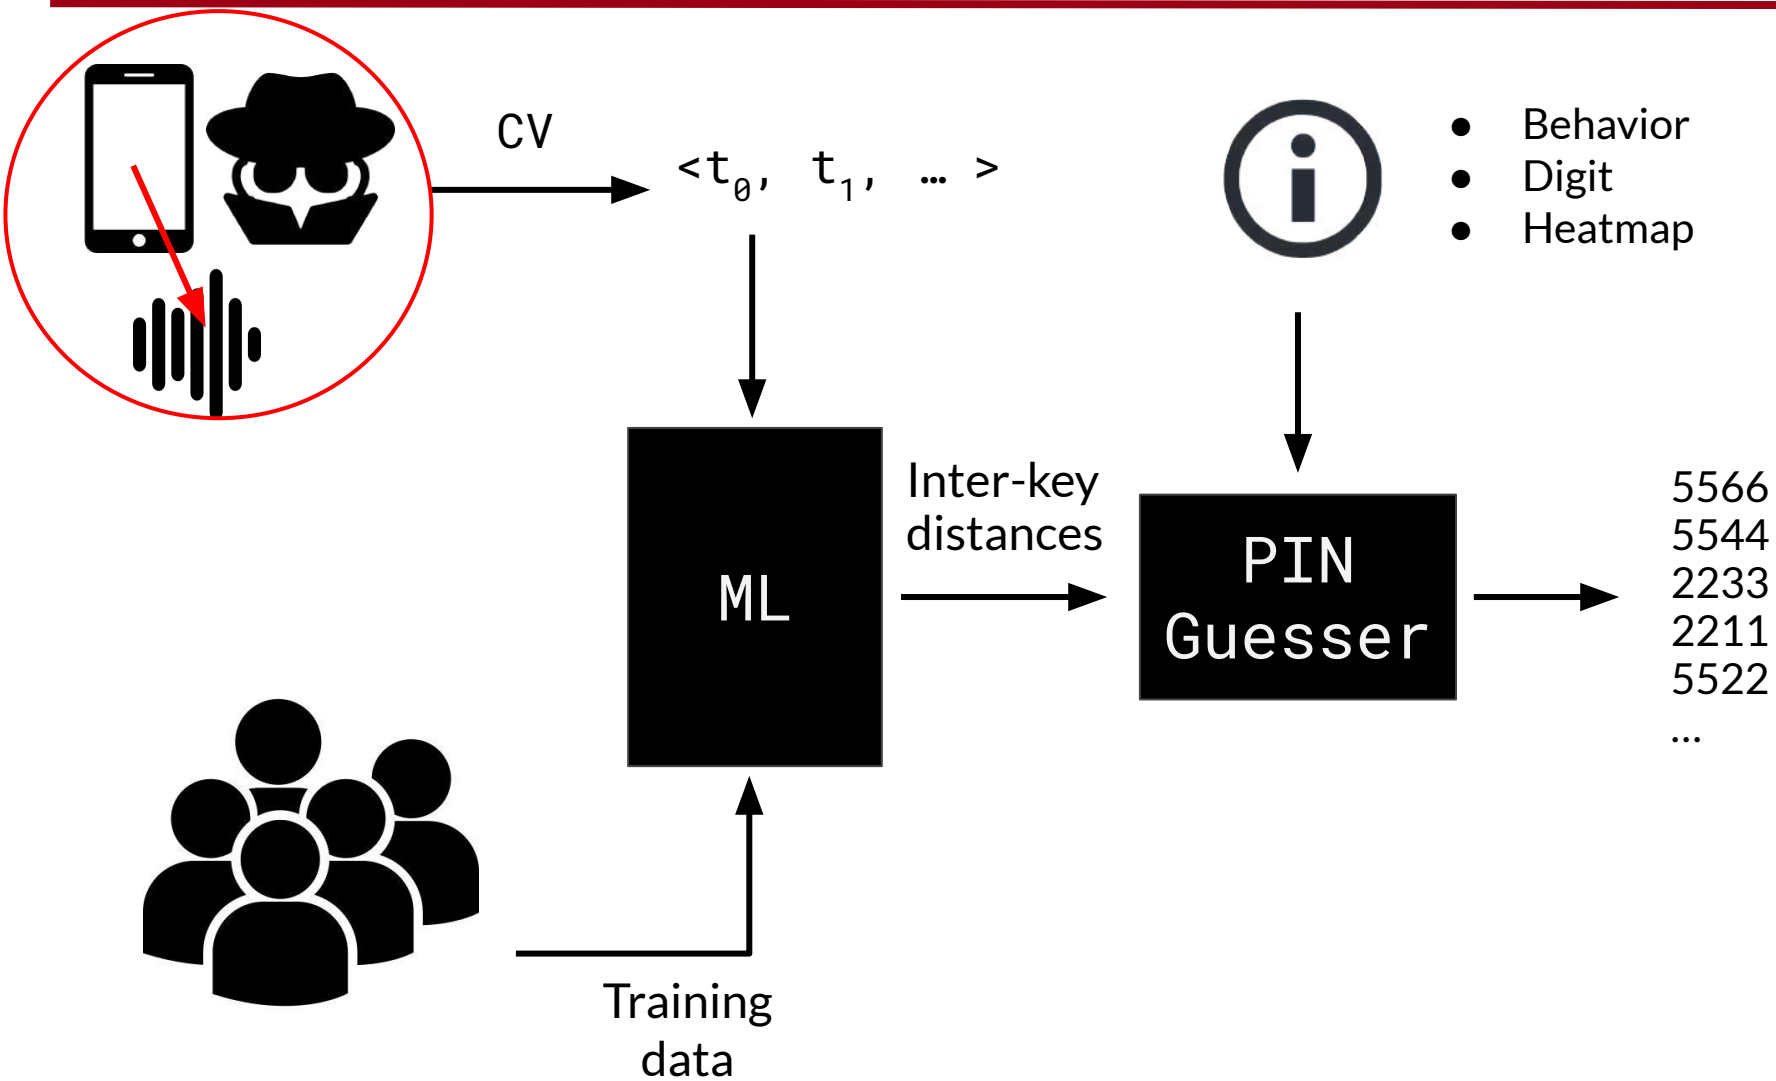 CV
<t0, t1, … >
● Behavior
● Digit
● Heatmap
Inter-key
distances
ML
PIN
Guesser
5566
5544
2233
2211
5522
...
Training
data